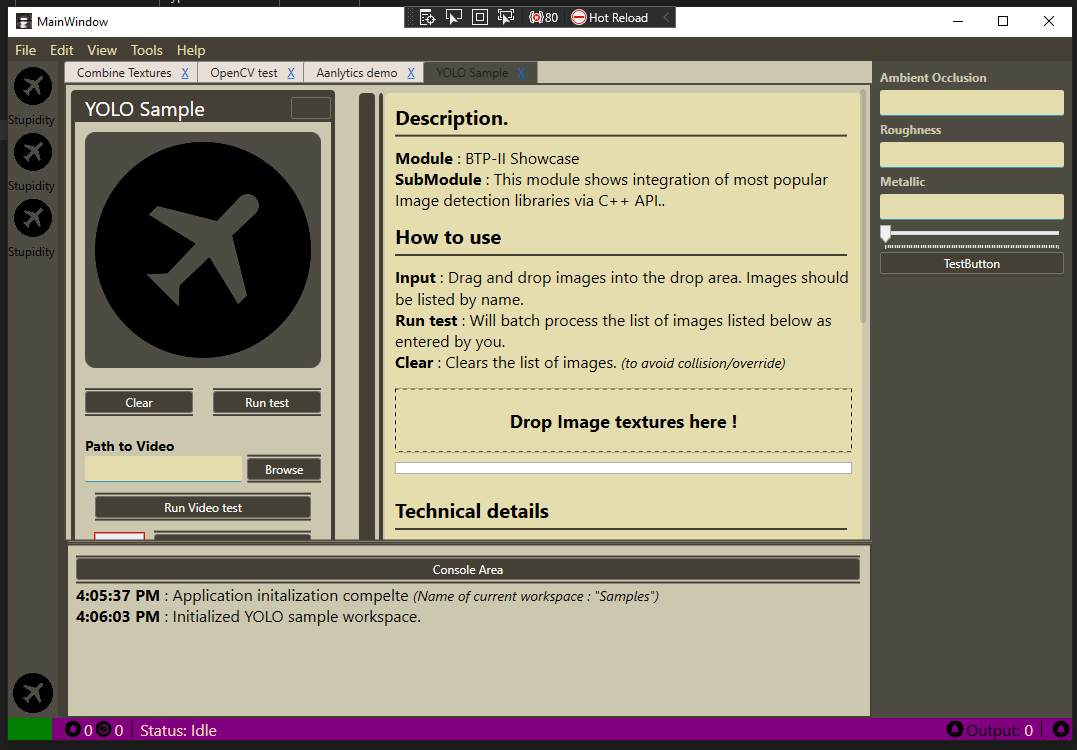 MainWindow
80
Hot Reload
File Edit View Tools Help
Combine Textures X
OpenCV test X
Aanlytics demo X
YOLO Sample X
Stupidity
Stupidity
Stupidity
YOLO Sample
Clear
Run test
Path to Video
Browse
Run Video test
Description.
Module : BTP-II Showcase
SubModule : This module shows integration of most popular
Image detection libraries via C++ API..
How to use
Input : Drag and drop images into the drop area. Images should
be listed by name.
Run test : Will batch process the list of images listed below as
entered by you.
Clear : Clears the list of images. (to avoid collision/override)
Drop Image textures here !
Technical details
Ambient Occlusion
Roughness
Metallic
TestButton
Console Area
4:05:37 PM : Application initalization compelte (Name of current workspace : "Samples")
4:06:03 PM : Initialized YOLO sample workspace.
0 0 Status: Idle
Output: 0